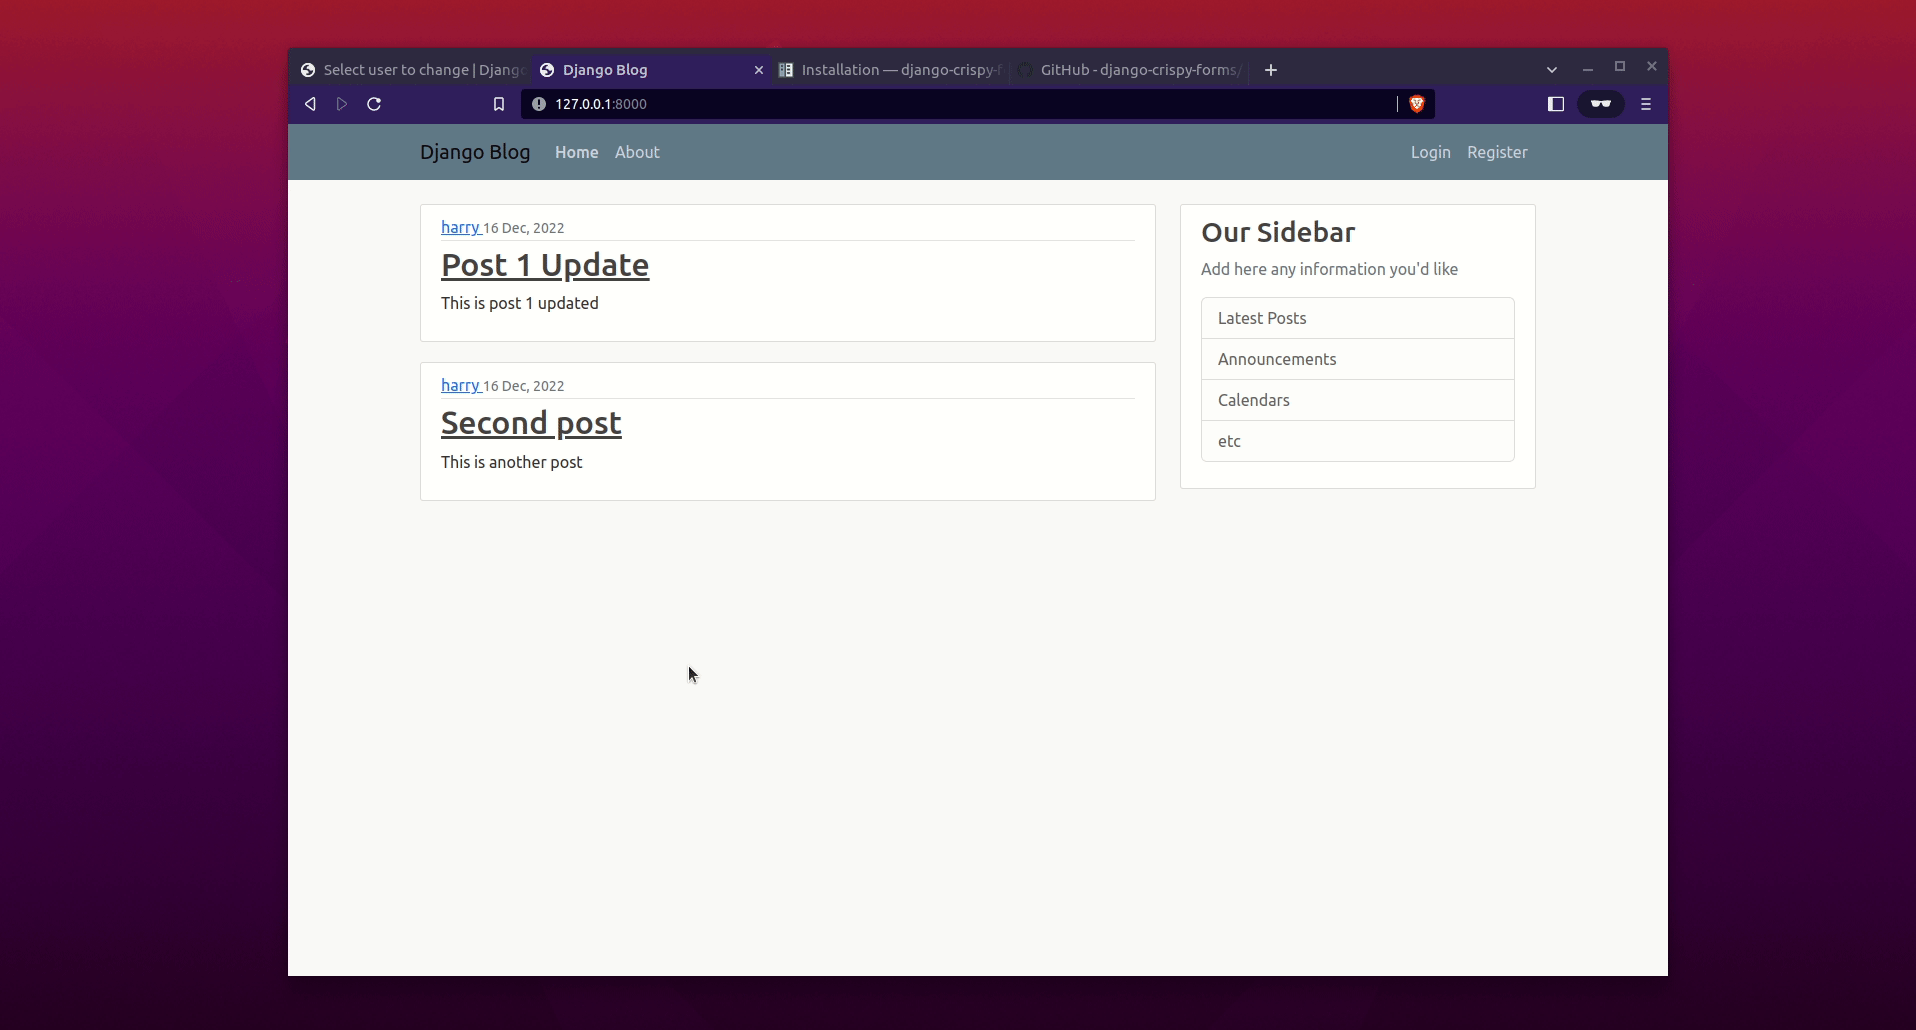 Select user to change | Django
Django Blog
Installation — django-crispy-f
GitHub - django-crispy-forms/
127.0.0.1:8000
Django Blog Home About Login Register
harry 16 Dec, 2022
Post 1 Update
This is post 1 updated
harry 16 Dec, 2022
Second post
This is another post
Our Sidebar
Add here any information you'd like
Latest Posts
Announcements
Calendars
etc